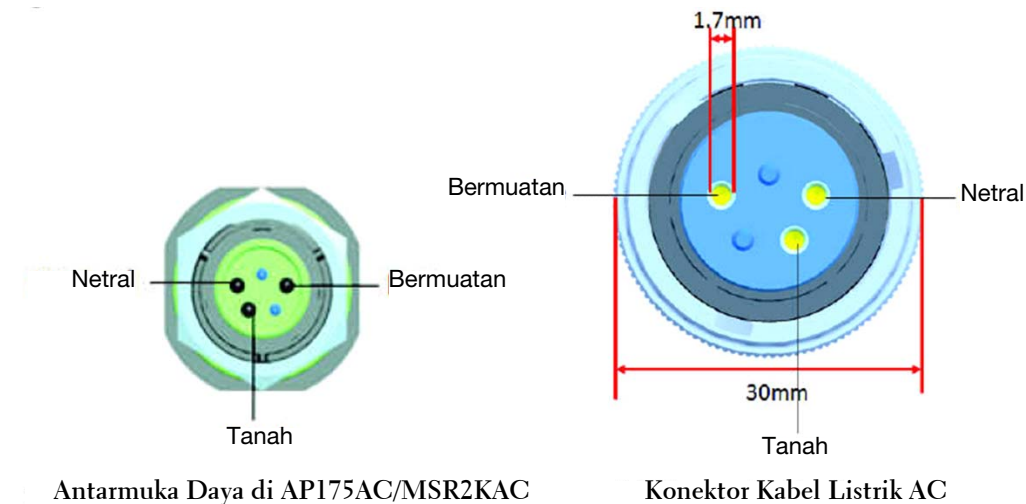 1.7mm
Bermuatan
Netral
Netral
Bermuatan
30mm
Tanah
Tanah
Antarmuka Daya di AP175AC/MSR2KAC
Konektor Kabel Listrik AC